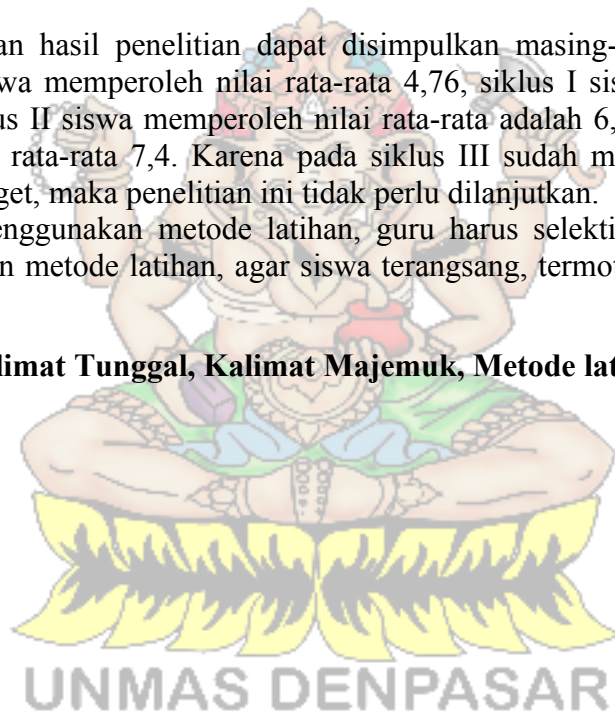 an hasil penelitian dapat disimpulkan masing-
wa memperoleh nilai rata-rata 4,76, siklus I sis
us II siswa memperoleh nilai rata-rata adalah 6,
rata-rata 7,4. Karena pada siklus III sudah m
get, maka penelitian ini tidak perlu dilanjutkan.
enggunakan metode latihan, guru harus selekti
n metode latihan, agar siswa terangsang, termot
limat Tunggal, Kalimat Majemuk, Metode lat
UNMAS DENPASAR